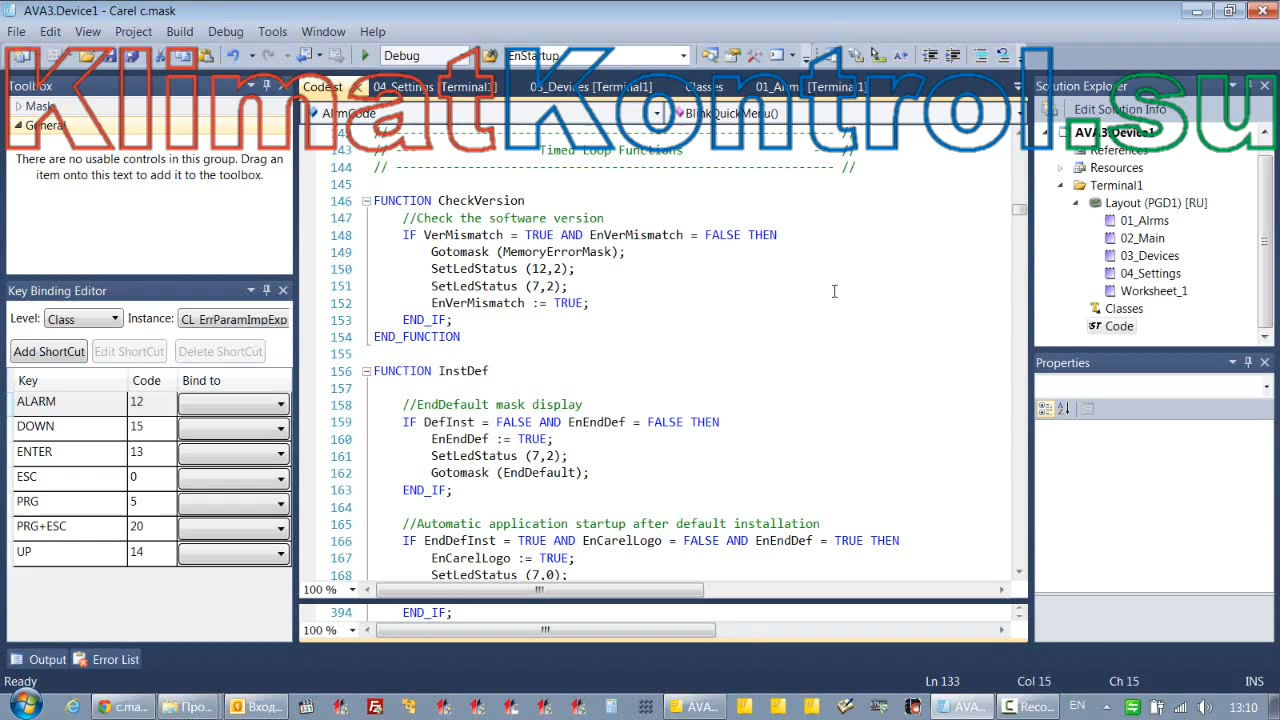 AVA3.Device1 - Carel c.mask
File Edit View Project Build Debug Tools Window Help
Debug EnStartup
KlimatKontrol.su
Toolbox
Mask
General
There are no usable controls in this group. Drag an
item onto this text to add it to the toolbox.
Key Binding Editor
Level: Class Instance: CL_ErrParamImpExp
Add ShortCut Edit ShortCut Delete ShortCut
Key Code Bind to
ALARM 12
DOWN 15
ENTER 13
ESC 0
PRG 5
PRG+ESC 20
UP 14
Code.st 04_Settings [Terminal1] 03_Devices [Terminal1] Classes 01_Alrms [Terminal1]
AlrmCode BlinkQuickMenu()
142 // ---------------------------------------------------------- //
143 // --- Timed Loop Functions --- //
144 // ---------------------------------------------------------- //
145
146 FUNCTION CheckVersion
147 //Check the software version
148 IF VerMismatch = TRUE AND EnVerMismatch = FALSE THEN
149 Gotomask (MemoryErrorMask);
150 SetLedStatus (12,2);
151 SetLedStatus (7,2);
152 EnVerMismatch := TRUE;
153 END_IF;
154 END_FUNCTION
155
156 FUNCTION InstDef
157
158 //EndDefault mask display
159 IF DefInst = FALSE AND EnEndDef = FALSE THEN
160 EnEndDef := TRUE;
161 SetLedStatus (7,2);
162 Gotomask (EndDefault);
163 END_IF;
164
165 //Automatic application startup after default installation
166 IF EndDefInst = TRUE AND EnCarelLogo = FALSE AND EnEndDef = TRUE THEN
167 EnCarelLogo := TRUE;
168 SetLedStatus (7,0);
100 %
394 END_IF;
100 %
Solution Explorer
Edit Solution Info
AVA3.Device1
References
Resources
Terminal1
Layout (PGD1) [RU]
01_Alrms
02_Main
03_Devices
04_Settings
Worksheet_1
Classes
ST Code
Properties
Output Error List
Ready Ln 133 Col 15 Ch 15 INS
c.ma... Про... Вход... AVA... AVA... Reco... EN 13:10